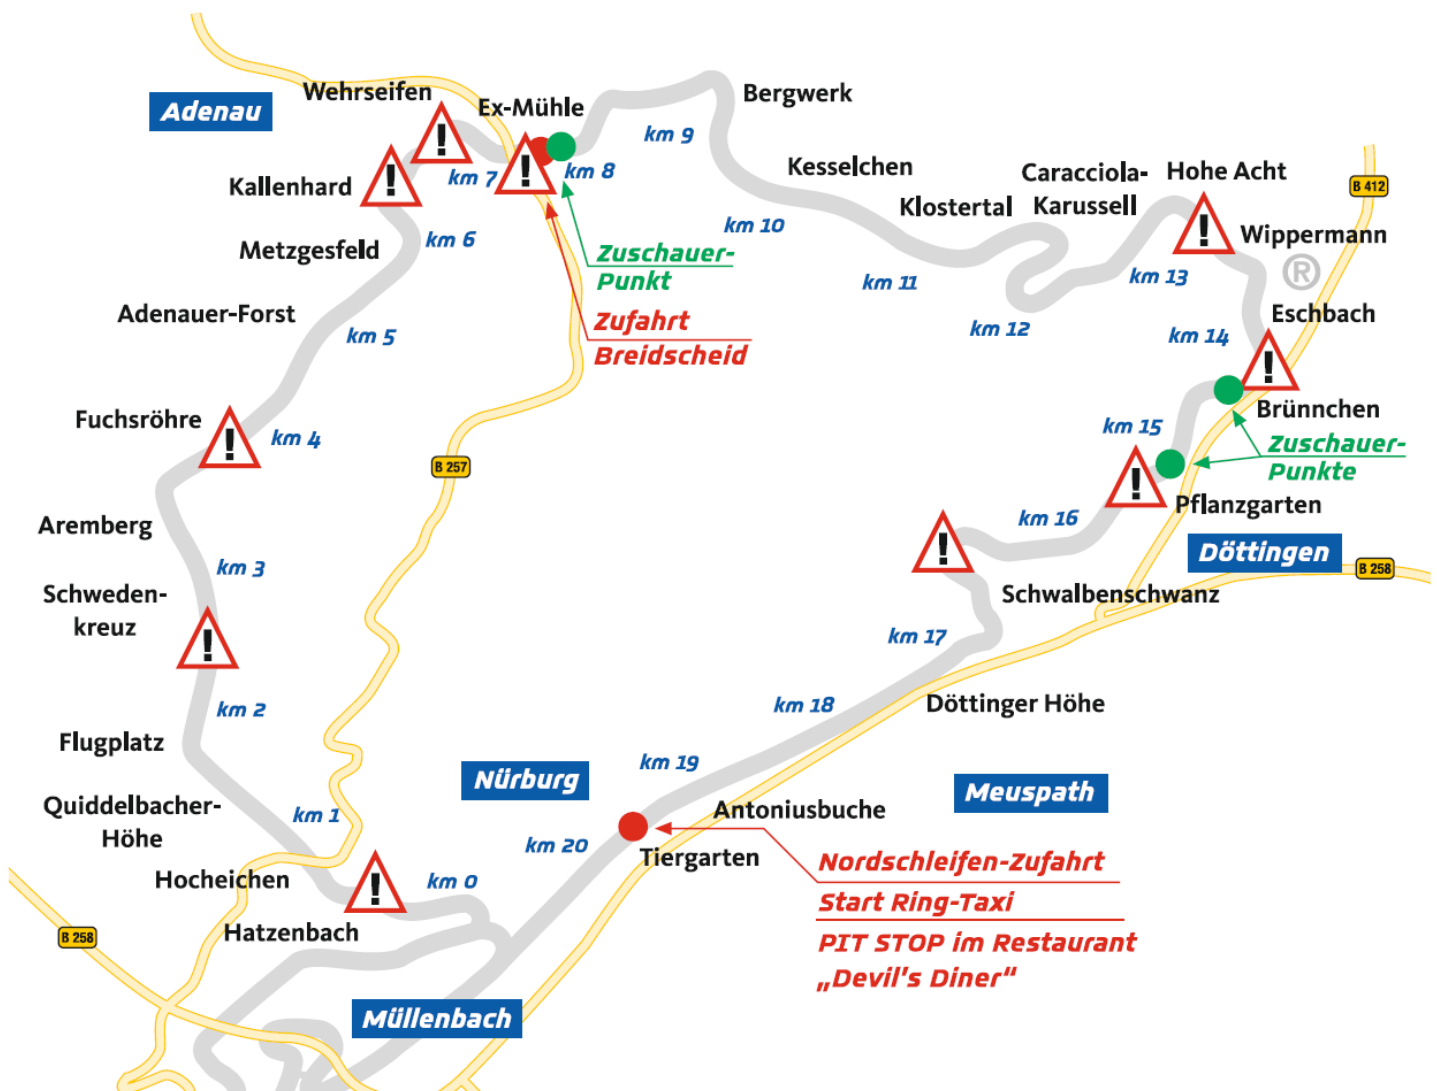 Wehrseifen
Adenau
Ex-Mühle
Bergwerk
km 9
Kallenhard
km 7
km 8
Kesselchen
Caracciola-
Karussell
Hohe Acht
B 412
Klostertal
Metzgesfeld
km 6
km 10
Wippermann
®
Zuschauer-
Punkt
km 11
km 13
Adenauer-Forst
km 5
Zufahrt
Breidscheid
km 12
km 14
Eschbach
Fuchsröhre
km 4
Brünnchen
km 15
Zuschauer-
Punkte
B 257
Pflanzgarten
km 16
Aremberg
Döttingen
km 3
B 258
Schweden-
kreuz
Schwalbenschwanz
km 17
km 2
km 18
Döttinger Höhe
Flugplatz
km 19
Nürburg
Meuspath
Quiddelbacher-
Höhe
km 1
Antoniusbuche
km 20
Tiergarten
Hocheichen
km 0
Nordschleifen-Zufahrt
Start Ring-Taxi
PIT STOP im Restaurant
„Devil's Diner“
Hatzenbach
B 258
Müllenbach